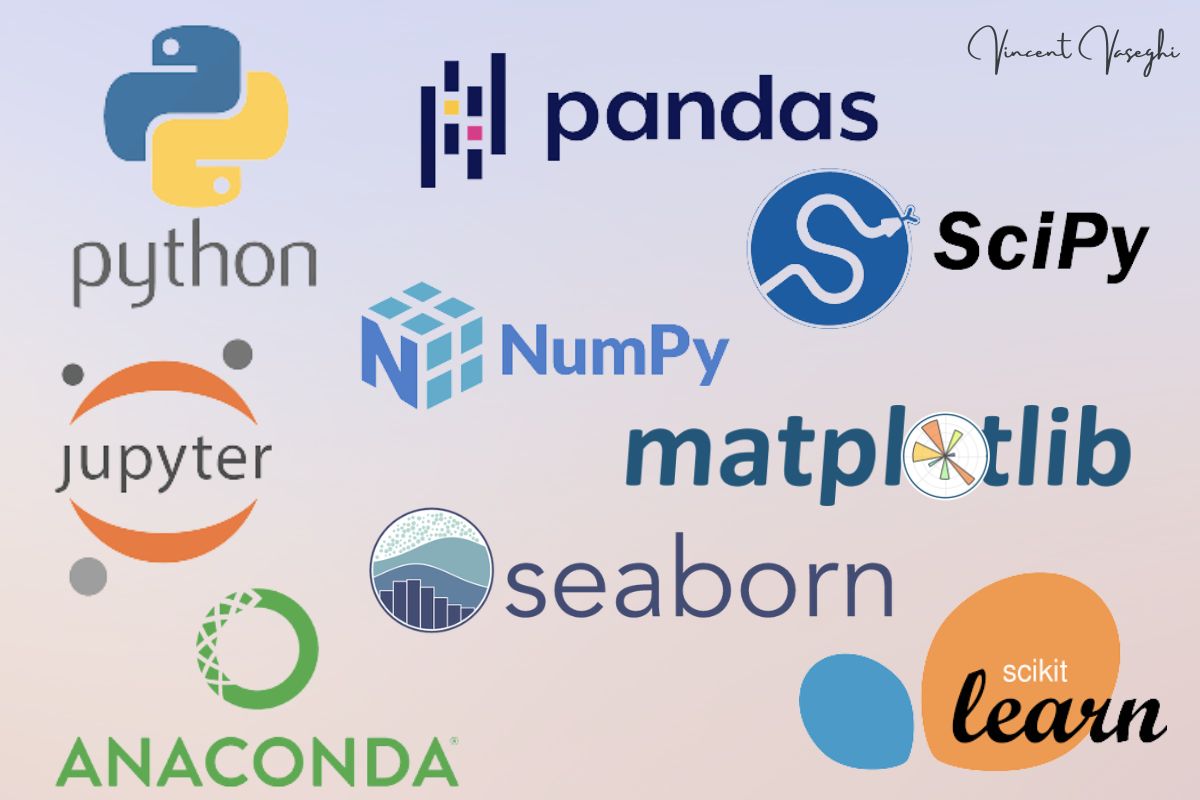 Vincent Vaseghi
pandas
python
SciPy
N NumPy
matplotlib
jupyter
seaborn
scikit
learn
ANACONDA®